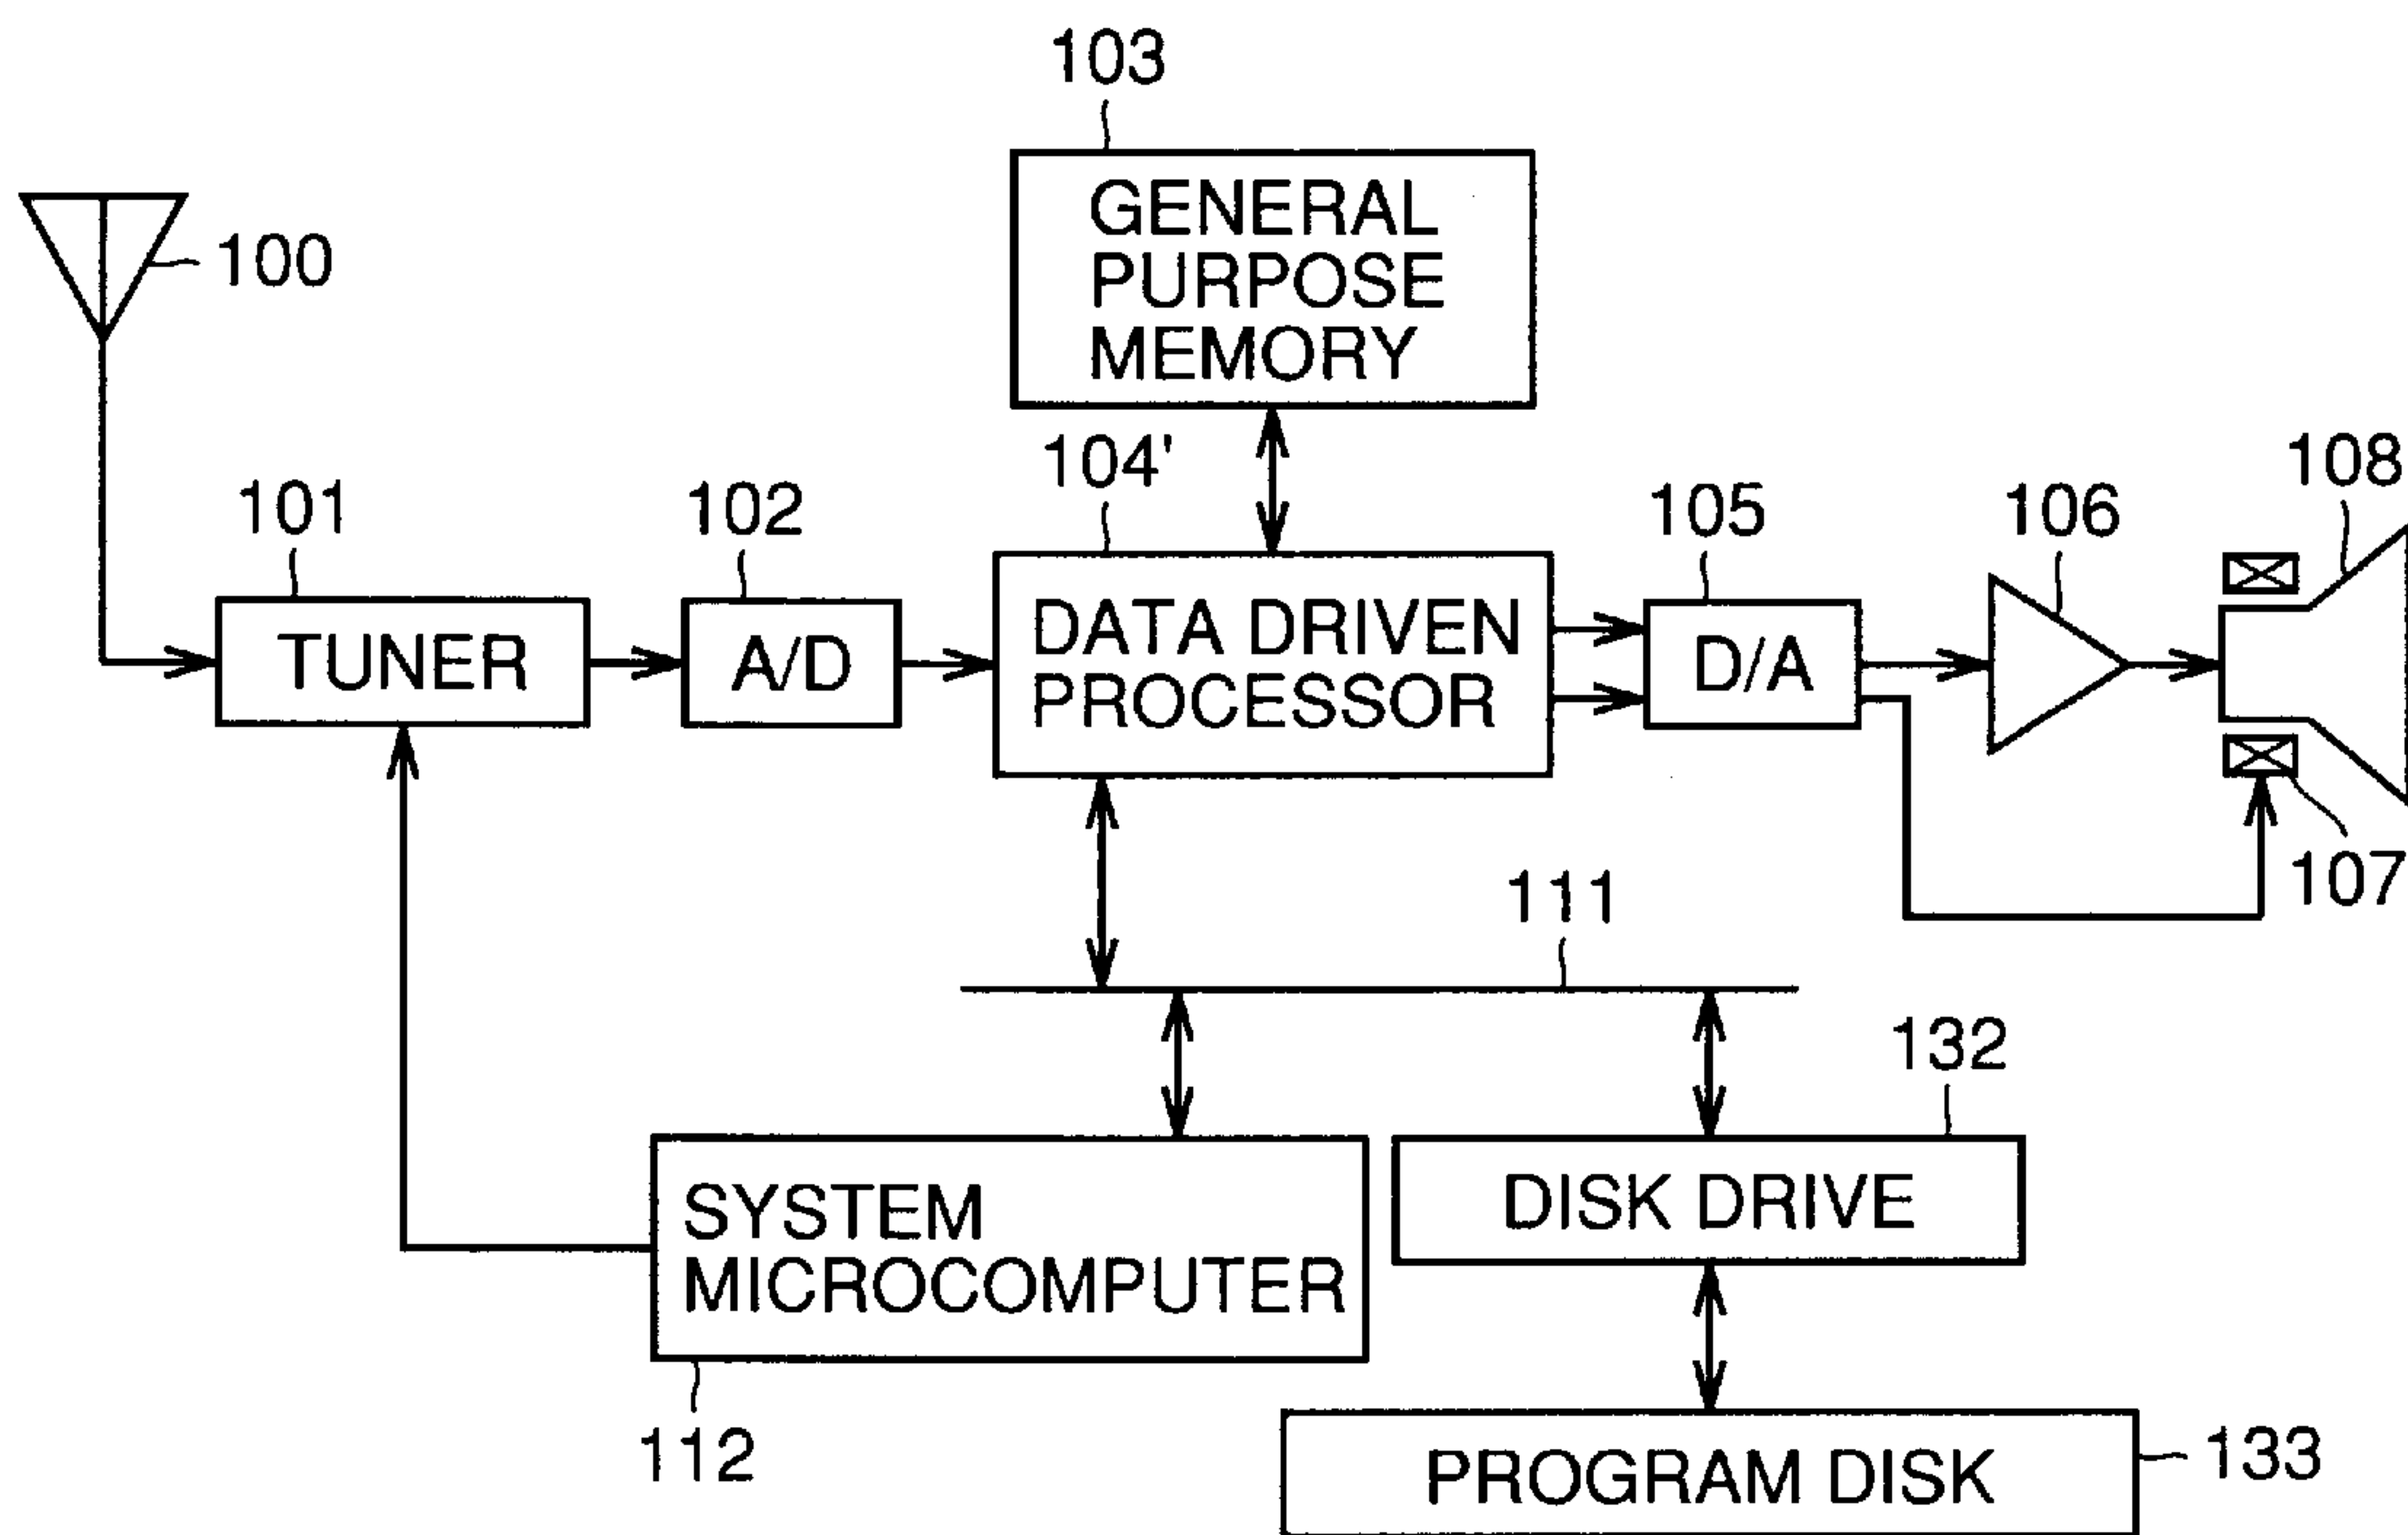 103
GENERAL
PURPOSE
MEMORY
100
104'
108
101
102
105
106
TUNER
A/D
DATA DRIVEN
PROCESSOR
D/A
107
111
132
SYSTEM
MICROCOMPUTER
DISK DRIVE
112
PROGRAM DISK
133